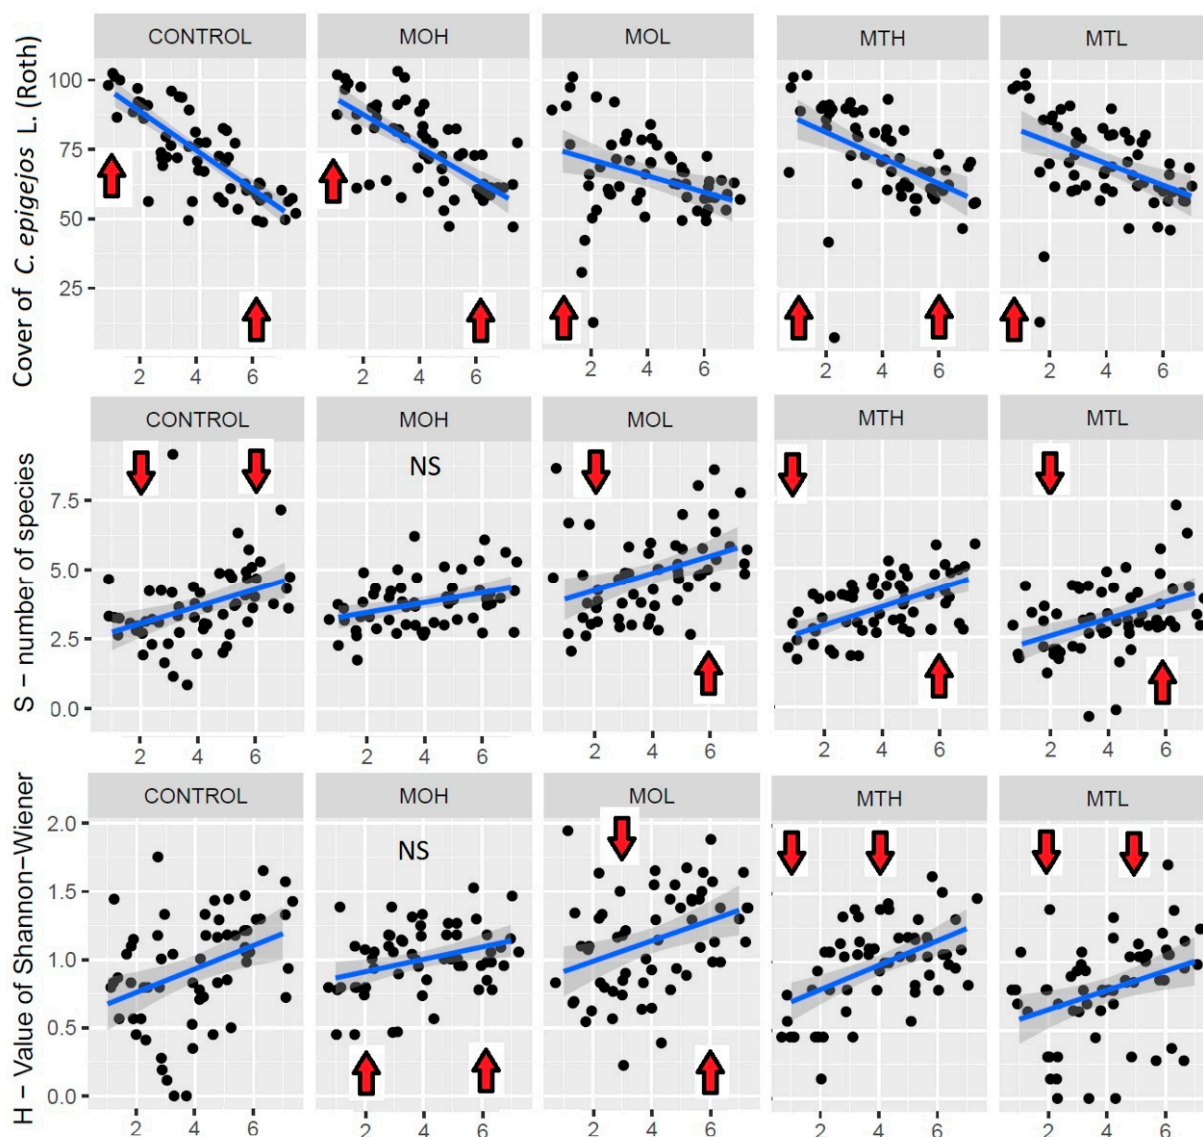 CONTROL MOH MOL MTH MTL
Cover of C. epigejos L. (Roth)
100
75
50
25
2 4 6 2 4 6 2 4 6 2 4 6 2 4 6
CONTROL MOH MOL MTH MTL
NS
S – number of species
7.5
5.0
2.5
0.0
2 4 6 2 4 6 2 4 6 2 4 6 2 4 6
CONTROL MOH MOL MTH MTL
NS
H – Value of Shannon–Wiener
2.0
1.5
1.0
0.5
0.0
2 4 6 2 4 6 2 4 6 2 4 6 2 4 6